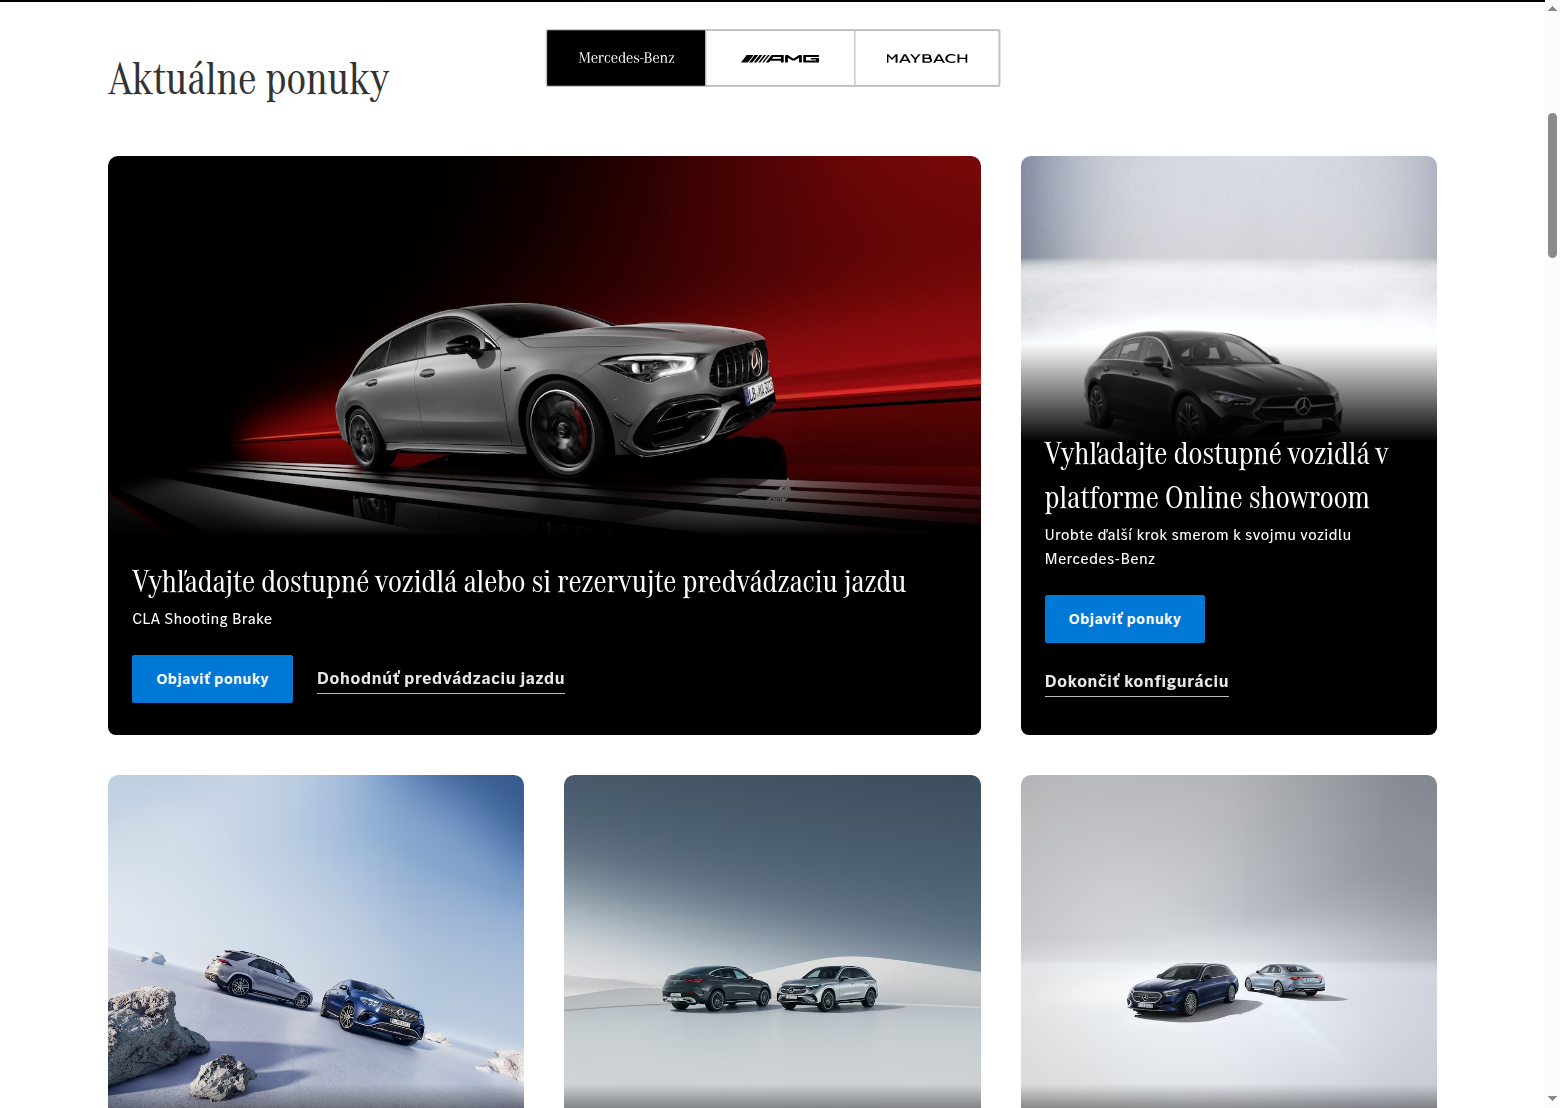 Aktuálne ponuky
Mercedes-Benz
AMG
MAYBACH
Vyhľadajte dostupné vozidlá alebo si rezervujte predvádzaciu jazdu
CLA Shooting Brake
Objaviť ponuky
Dohodnúť predvádzaciu jazdu
Vyhľadajte dostupné vozidlá v
platforme Online showroom
Urobte ďalší krok smerom k svojmu vozidlu
Mercedes-Benz
Objaviť ponuky
Dokončiť konfiguráciu